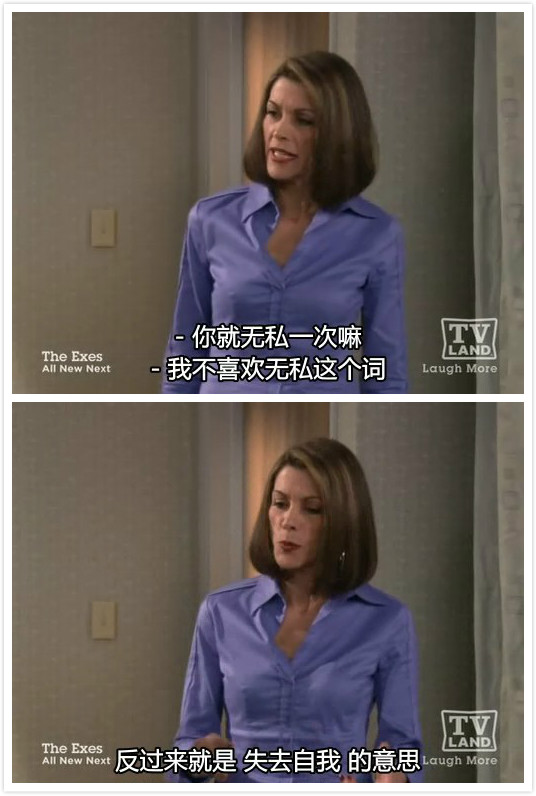 - 你就无私一次嘛
- 我不喜欢无私这个词
The Exes
All New Next
TV
LAND
Laugh More
反过来就是 失去自我 的意思
The Exes
All New Next
TV
LAND
Laugh More